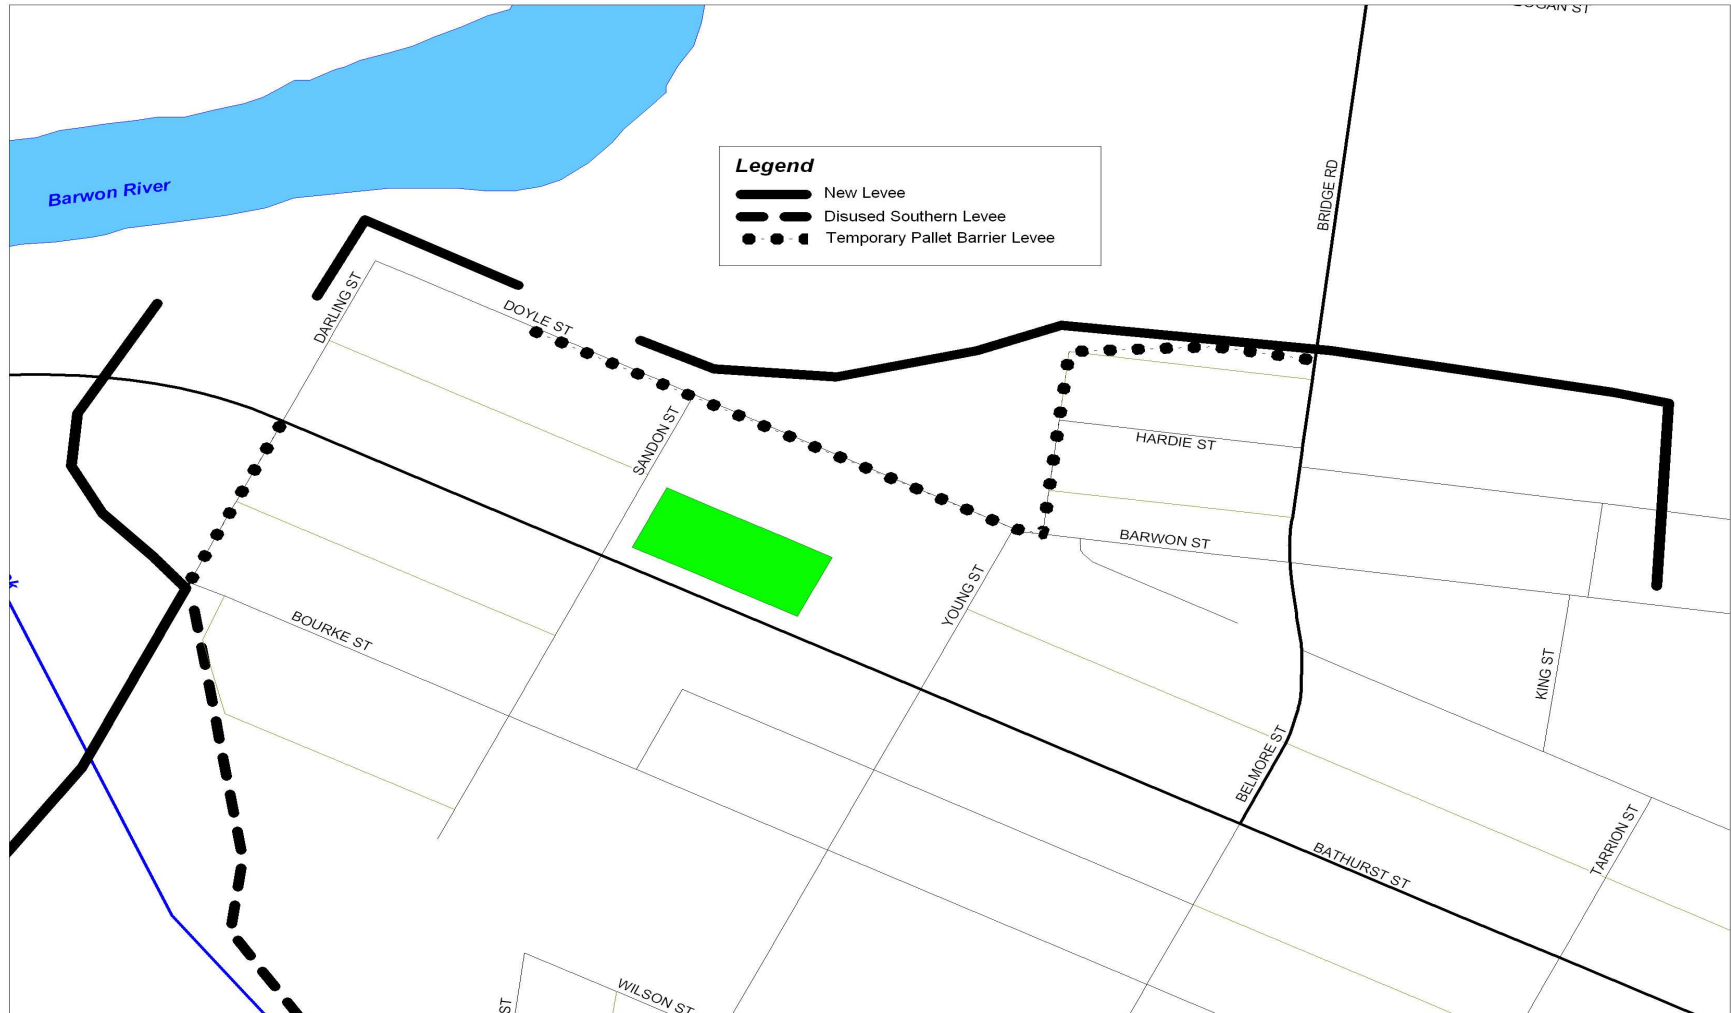 Barwon River
Legend
New Levee
Disused Southern Levee
Temporary Pallet Barrier Levee
BRIDGE RD
DARLING ST
DOYLE ST
SANDON ST
HARDIE ST
BARWON ST
YOUNG ST
BOURKE ST
KING ST
BELMORE ST
BATHURST ST
TARRION ST
WILSON ST
ST